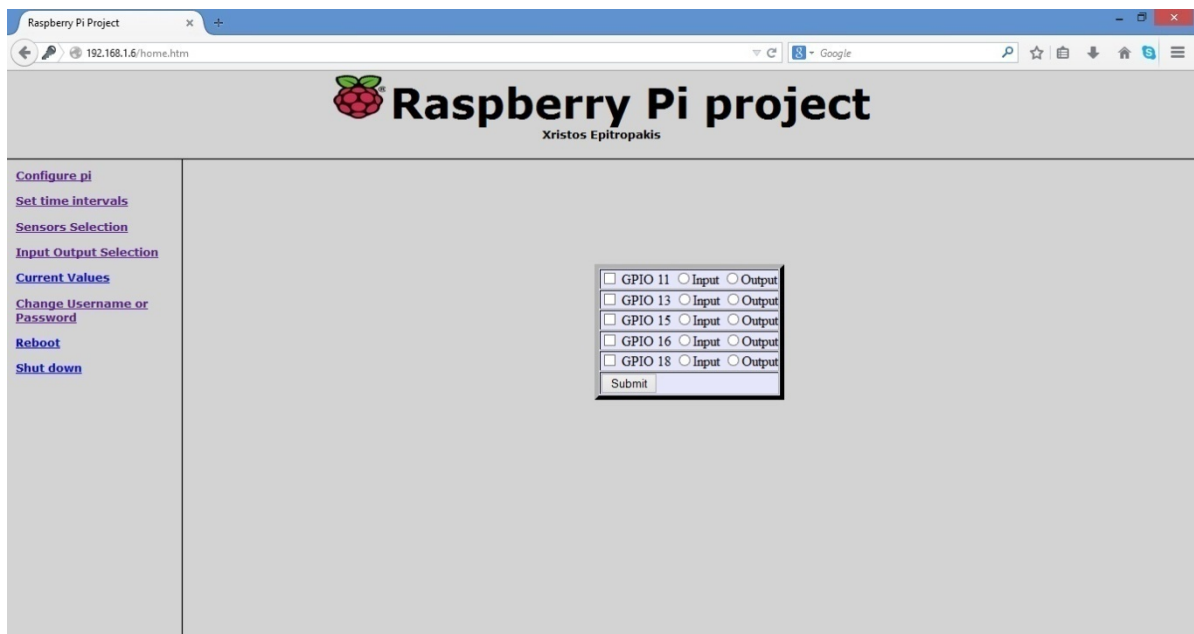 Raspberry Pi Project
192.168.1.6/home.htm
Google
Raspberry Pi project
Xristos Epitropakis
Configure pi
Set time intervals
Sensors Selection
Input Output Selection
Current Values
Change Username or
Password
Reboot
Shut down
GPIO 11 Input Output
GPIO 13 Input Output
GPIO 15 Input Output
GPIO 16 Input Output
GPIO 18 Input Output
Submit